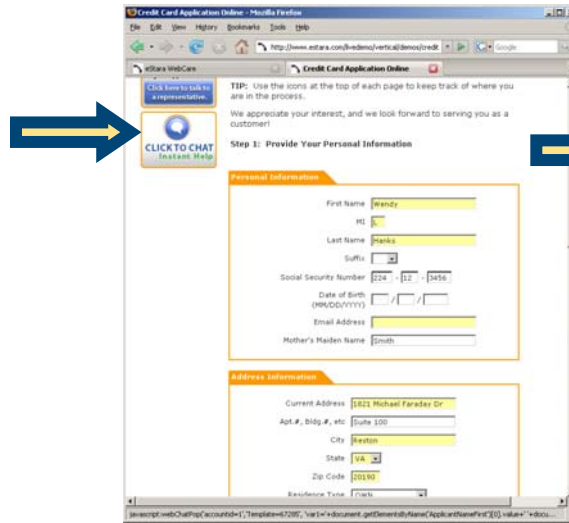 Credit Card Application Online - Mozilla Firefox
File Edit View History Bookmarks Tools Help
http://www.estara.com/livedemo/vertical/demos/credit
Google
eStara WebCare
Credit Card Application Online
Click here to talk to
a representative.
CLICK TO CHAT
Instant Help
TIP: Use the icons at the top of each page to keep track of where you
are in the process.
We appreciate your interest, and we look forward to serving you as a
customer!
Step 1: Provide Your Personal Information
Personal Information
First Name Wendy
MI L
Last Name Hanks
Suffix
Social Security Number 224 - 12 - 3456
Date of Birth / /
(MM/DD/YYYY)
Email Address
Mother's Maiden Name Smith
Address Information
Current Address 1821 Michael Faraday Dr
Apt.#, Bldg.#, etc Suite 100
City Reston
State VA
Zip Code 20190
Residence Type
javascript:webChatPop('accountid=1','Template=67285', 'var1='+document.getElementsByName('ApplicantNameFirst')[0].value+' '+docu...